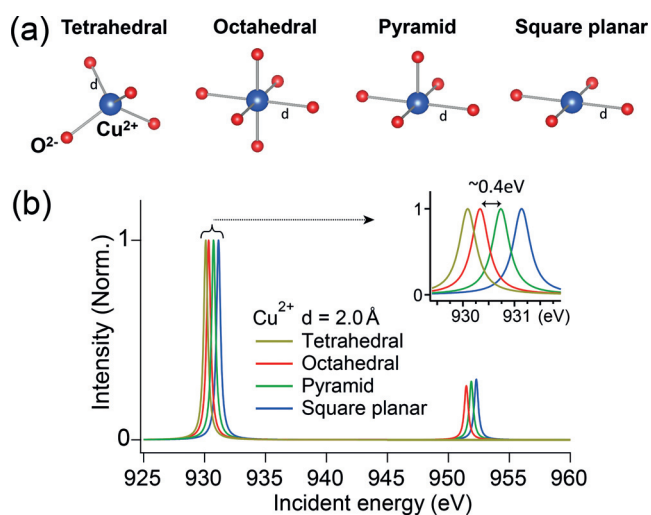 (a) Tetrahedral Octahedral Pyramid Square planar
d
Cu²⁺
O²⁻
d
d
d
(b)
~0.4eV
1
0
930 931 (eV)
Intensity (Norm.)
1
0
Cu²⁺ d = 2.0 Å
Tetrahedral
Octahedral
Pyramid
Square planar
925 930 935 940 945 950 955 960
Incident energy (eV)